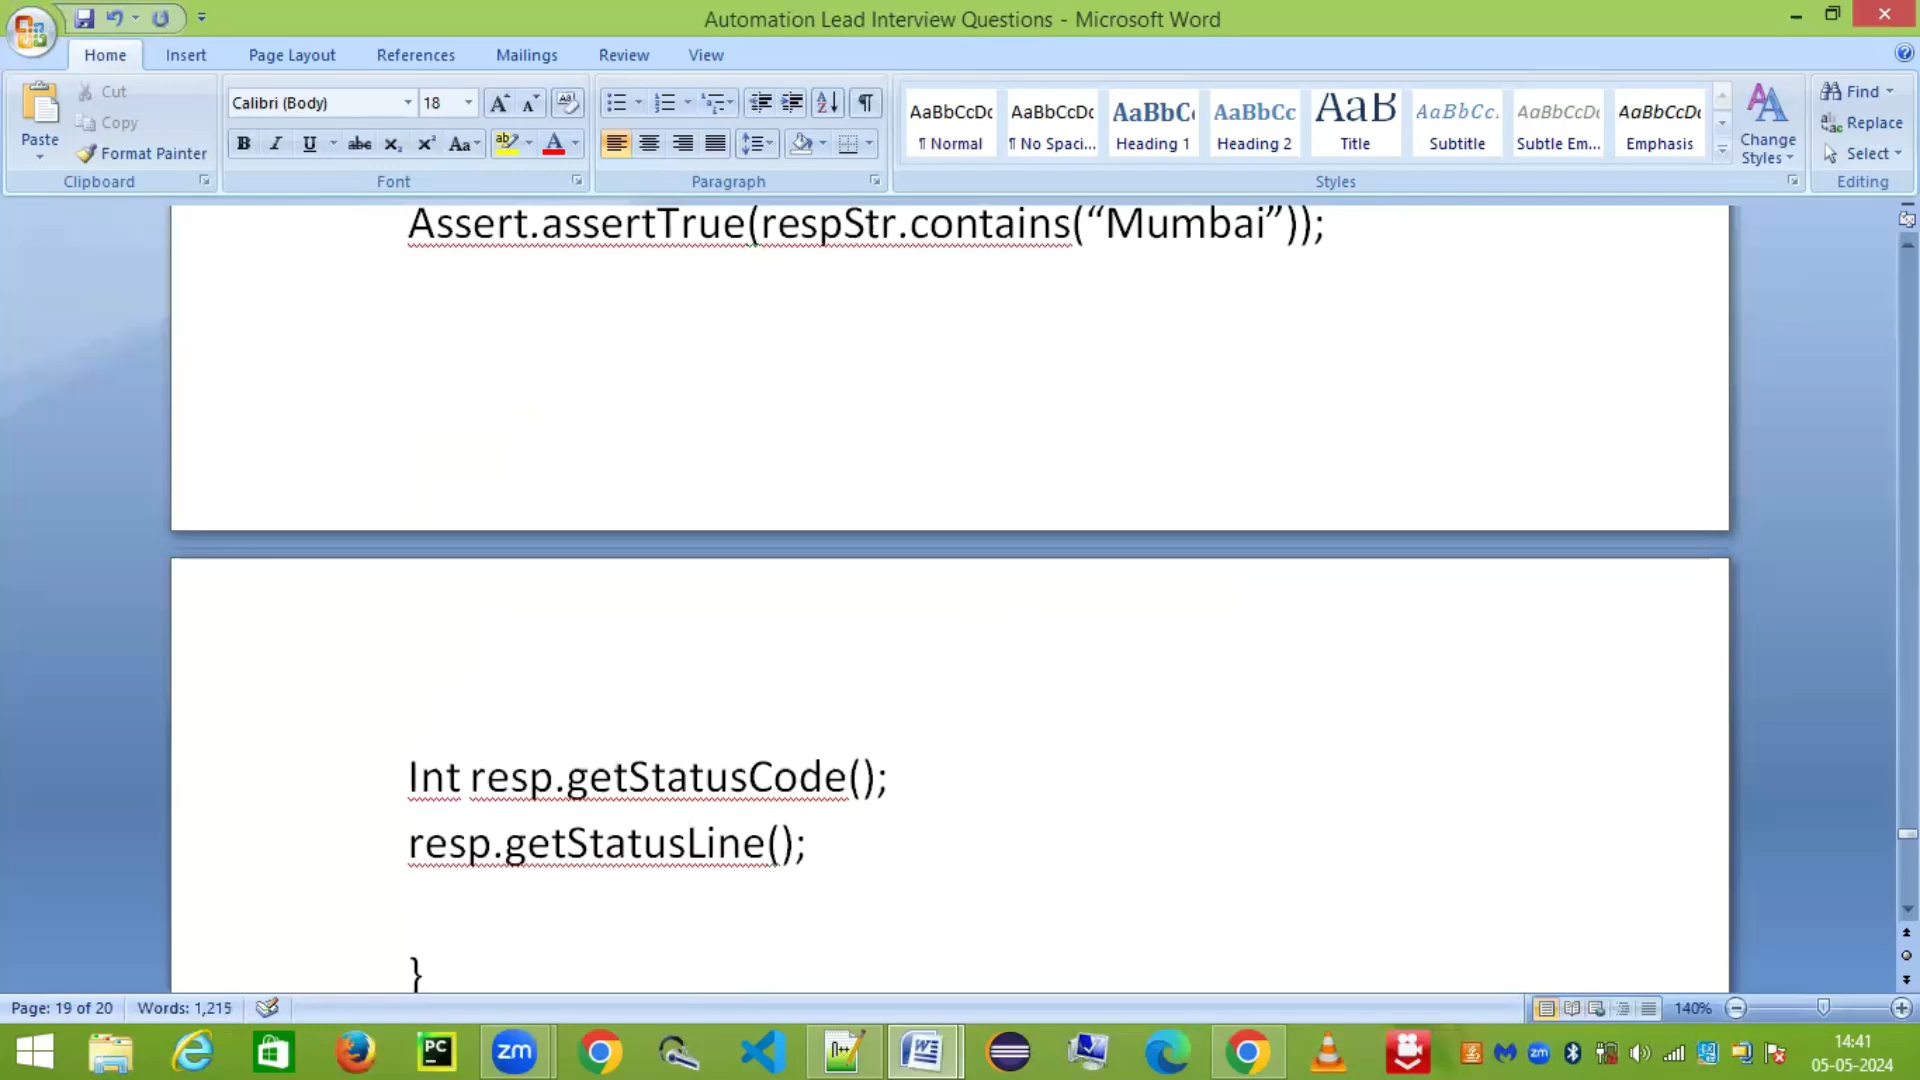 Automation Lead Interview Questions - Microsoft Word
Home Insert Page Layout References Mailings Review View
Paste
Cut
Copy
Format Painter
Clipboard
Calibri (Body) 18
Font
Paragraph
AaBbCcDc AaBbCcDc AaBbC AaBbCc AaB AaBbCc. AaBbCcDc AaBbCcDc
¶ Normal ¶ No Spaci... Heading 1 Heading 2 Title Subtitle Subtle Em... Emphasis
Change Styles
Styles
Find
Replace
Select
Editing
Assert.assertTrue(respStr.contains(“Mumbai”));
Int resp.getStatusCode();
resp.getStatusLine();
}
Page: 19 of 20 Words: 1,215 140%
PC zm n++ W zm
14:41
05-05-2024